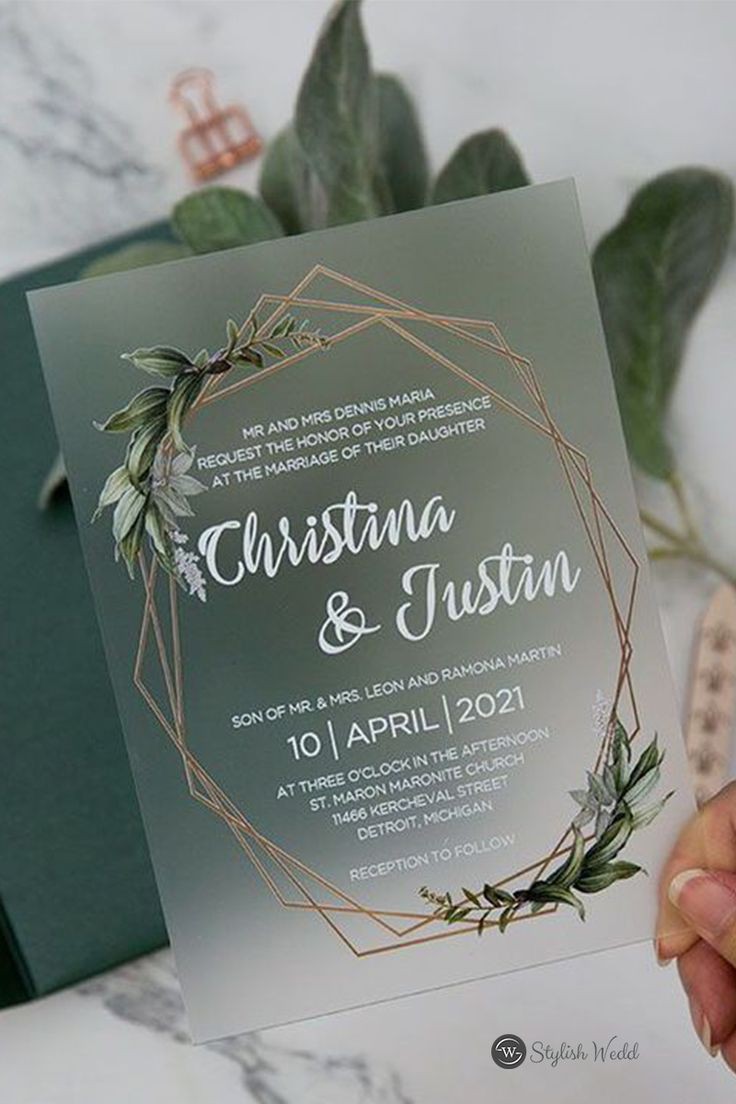 MR AND MRS DENNIS MARIA
REQUEST THE HONOR OF YOUR PRESENCE
AT THE MARRIAGE OF THEIR DAUGHTER
Christina
& Justin
SON OF MR. & MRS. LEON AND RAMONA MARTIN
10 | APRIL | 2021
AT THREE O'CLOCK IN THE AFTERNOON
ST. MARON MARONITE CHURCH
11466 KERCHEVAL STREET
DETROIT, MICHIGAN
RECEPTION TO FOLLOW
W Stylish Wedd